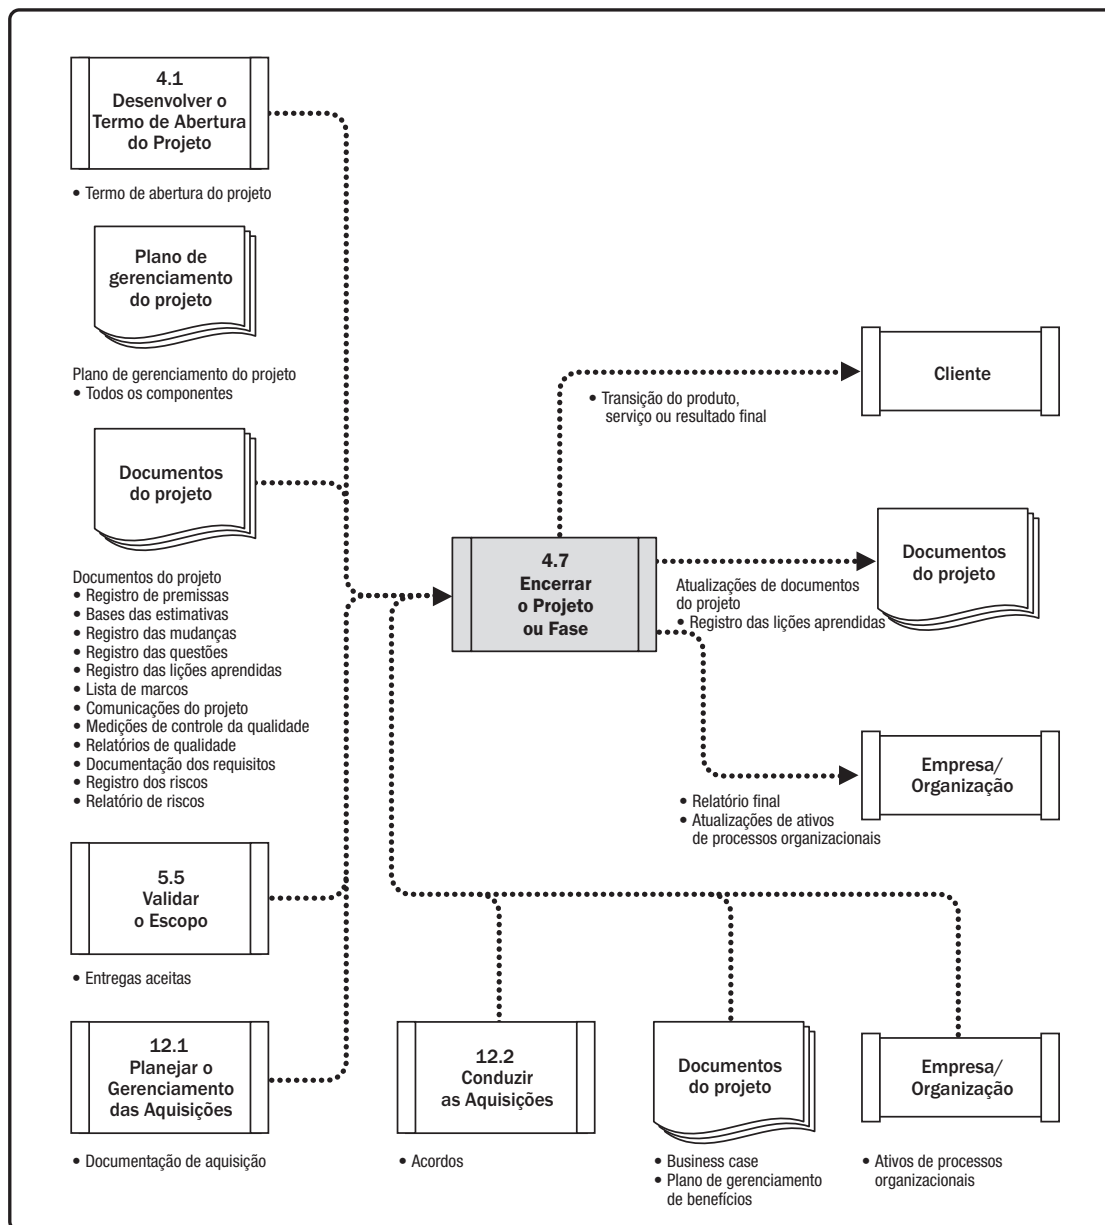 4.1
Desenvolver o
Termo de Abertura
do Projeto
• Termo de abertura do projeto
Plano de
gerenciamento
do projeto
Plano de gerenciamento do projeto
• Todos os componentes
Documentos
do projeto
Documentos do projeto
• Registro de premissas
• Bases das estimativas
• Registro das mudanças
• Registro das questões
• Registro das lições aprendidas
• Lista de marcos
• Comunicações do projeto
• Medições de controle da qualidade
• Relatórios de qualidade
• Documentação dos requisitos
• Registro dos riscos
• Relatório de riscos
5.5
Validar
o Escopo
• Entregas aceitas
12.1
Planejar o
Gerenciamento
das Aquisições
• Documentação de aquisição
4.7
Encerrar
o Projeto
ou Fase
• Transição do produto,
serviço ou resultado final
Cliente
Atualizações de documentos
do projeto
• Registro das lições aprendidas
Documentos
do projeto
• Relatório final
• Atualizações de ativos
de processos organizacionais
Empresa/
Organização
12.2
Conduzir
as Aquisições
• Acordos
Documentos
do projeto
• Business case
• Plano de gerenciamento
de benefícios
Empresa/
Organização
• Ativos de processos
organizacionais